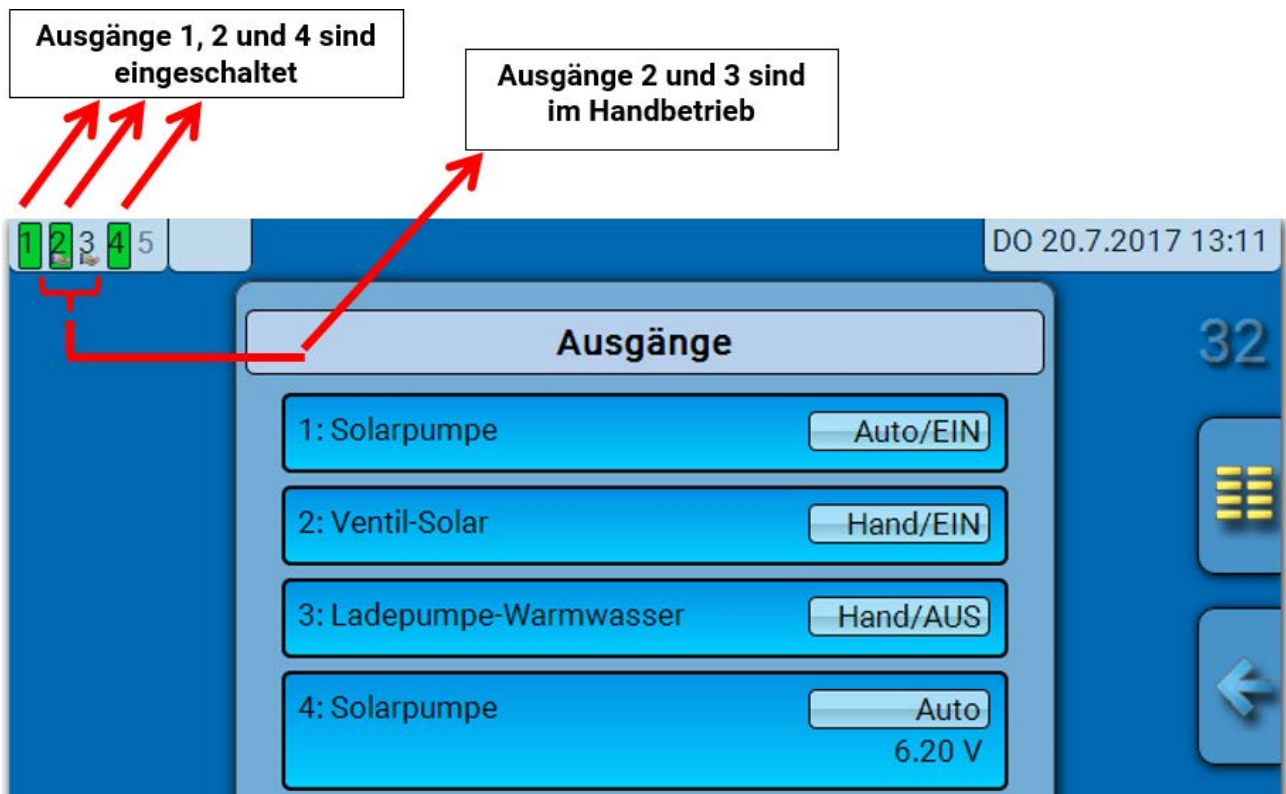 Ausgänge 1, 2 und 4 sind
eingeschaltet
Ausgänge 2 und 3 sind
im Handbetrieb
1 2 3 4 5
DO 20.7.2017 13:11
Ausgänge
32
1: Solarpumpe Auto/EIN
2: Ventil-Solar Hand/EIN
3: Ladepumpe-Warmwasser Hand/AUS
4: Solarpumpe Auto
6.20 V